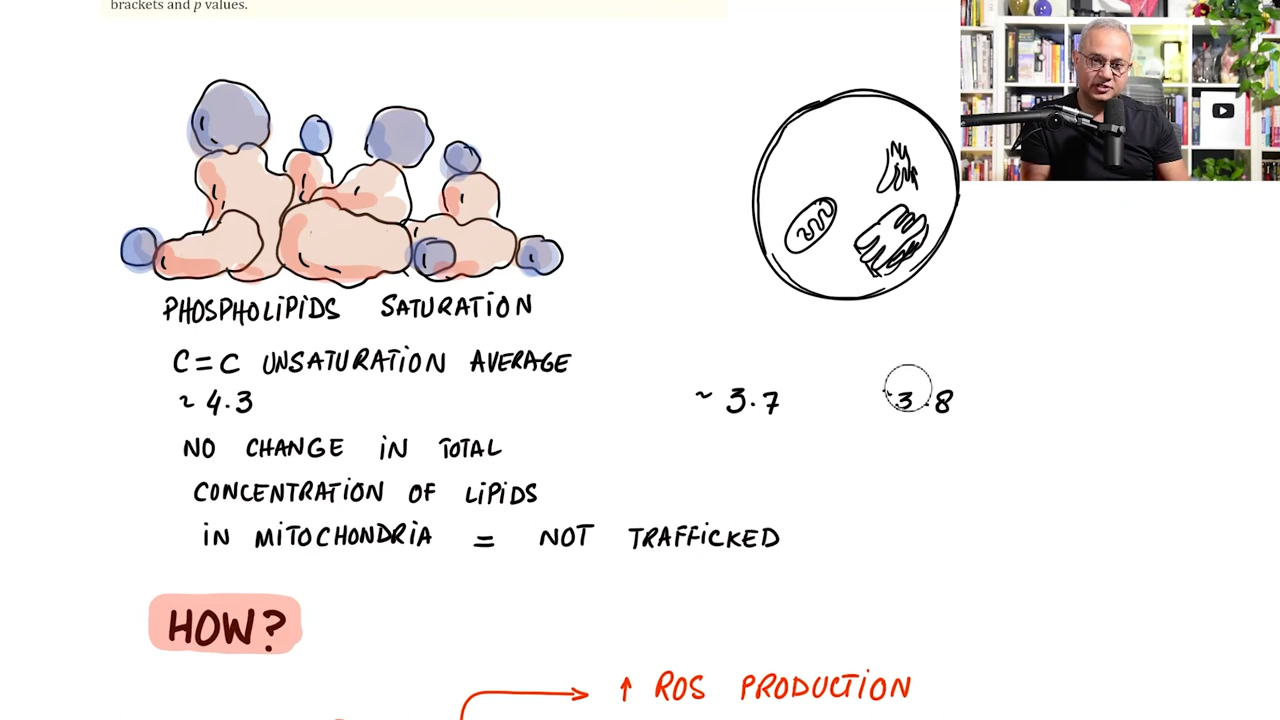 brackets and p values.
PHOSPHOLIPIDS SATURATION
C=C UNSATURATION AVERAGE
~ 4.3 ~ 3.7 ~ 3.8
NO CHANGE IN TOTAL
CONCENTRATION OF LIPIDS
IN MITOCHONDRIA = NOT TRAFFICKED
HOW?
↑ ROS PRODUCTION